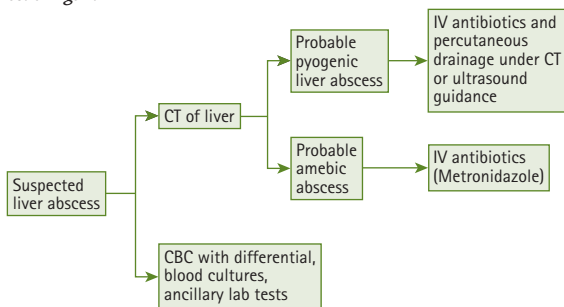 Probable
pyogenic
liver abscess
IV antibiotics and
percutaneous
drainage under CT
or ultrasound
guidance
CT of liver
Probable
amebic
abscess
IV antibiotics
(Metronidazole)
Suspected
liver abscess
CBC with differential,
blood cultures,
ancillary lab tests